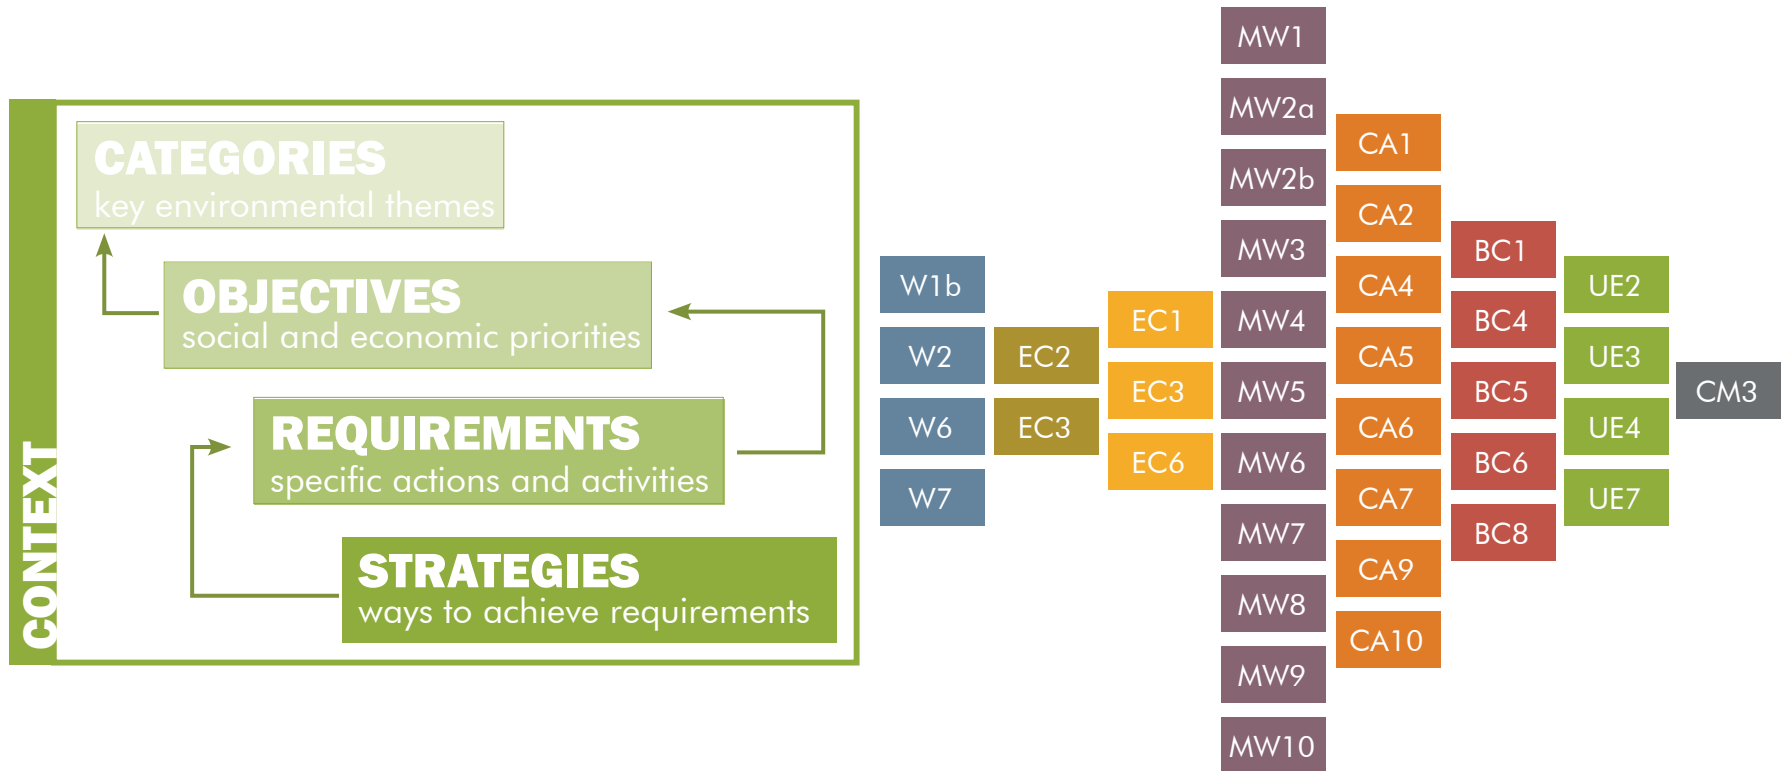 CONTEXT
CATEGORIES
key environmental themes
OBJECTIVES
social and economic priorities
REQUIREMENTS
specific actions and activities
STRATEGIES
ways to achieve requirements
W1b
W2
W6
W7
EC2
EC3
EC1
EC3
EC6
MW1
MW2a
MW2b
MW3
MW4
MW5
MW6
MW7
MW8
MW9
MW10
CA1
CA2
CA4
CA5
CA6
CA7
CA9
CA10
BC1
BC4
BC5
BC6
BC8
UE2
UE3
UE4
UE7
CM3